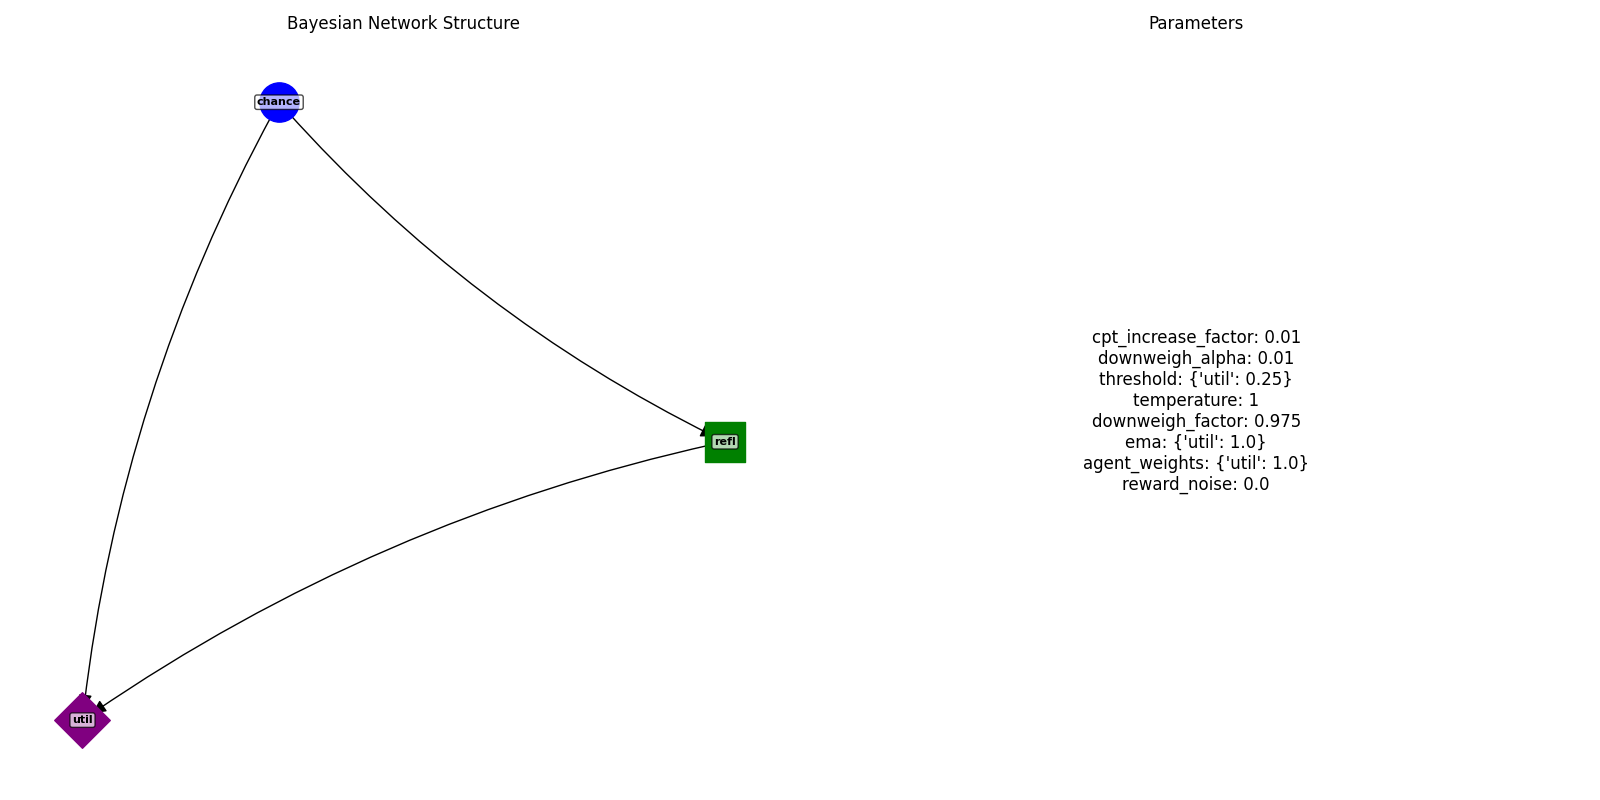 Bayesian Network Structure
Parameters
chance
refl
util
cpt_increase_factor: 0.01
downweigh_alpha: 0.01
threshold: {'util': 0.25}
temperature: 1
downweigh_factor: 0.975
ema: {'util': 1.0}
agent_weights: {'util': 1.0}
reward_noise: 0.0